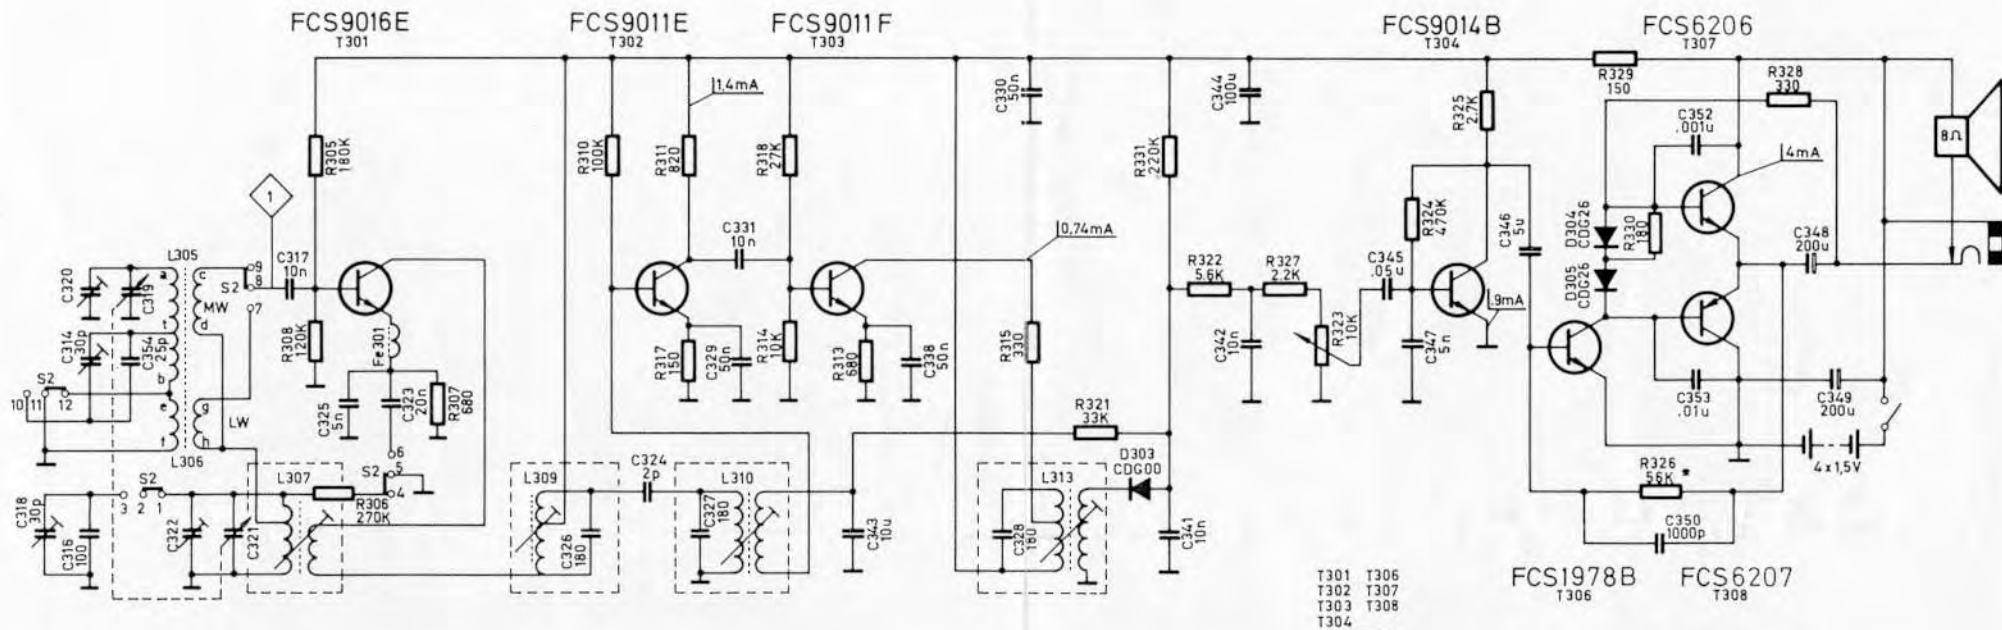 FCS9016E
T301
FCS9011E
T302
FCS9011F
T303
FCS9014B
T304
FCS6206
T307
1,4mA
R305
180K
R310
100K
R311
820
R318
27K
C330
50n
C344
100u
R331
220K
R325
2.7K
R329
150
R328
330
C352
.001u
8Ω
4mA
1
L305
C320
C319
a
c
9
8
S2
7
MW
t
d
C317
10n
C314
30p
C354
25p
b
S2
10
11
12
e
g
f
h
LW
L306
R308
120K
Fe301
C325
5n
C323
20n
R307
680
C331
10n
R317
150
C329
50n
R314
10K
R313
680
C338
50n
0,74mA
R315
330
R322
5.6K
R327
2.2K
C342
10n
R323
10K
R324
470K
C345
.05u
C347
5n
.9mA
C346
5u
D304
CDG26
D305
CDG26
R330
180
C348
200u
C353
.01u
C349
200u
4 x 1,5V
R321
33K
D303
CDG00
C341
10n
6
S2
5
4
L307
R306
270K
S2
3
2
1
C318
30p
C316
100
C322
C321
L309
C326
180
C324
2p
C327
180
L310
C343
10u
L313
C328
180
R326 *
56K
C350
1000p
FCS1978B
T306
FCS6207
T308
T301 T306
T302 T307
T303 T308
T304